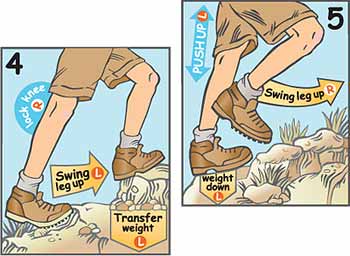 4
Lock knee
R
Swing
leg up L
Transfer
weight
L
5
PUSH UP L
Swing leg up R
weight
down
L